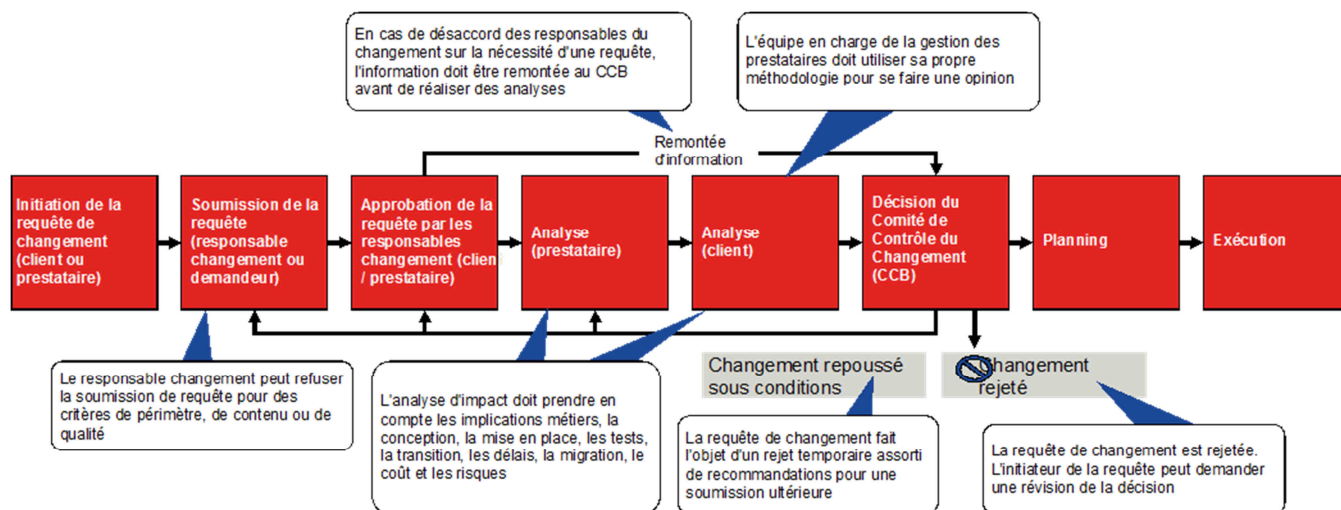 En cas de désaccord des responsables du
changement sur la nécessité d'une requête,
l'information doit être remontée au CCB
avant de réaliser des analyses
L'équipe en charge de la gestion des
prestataires doit utiliser sa propre
méthodologie pour se faire une opinion
Remontée
d'information
Initiation de la
requête de
changement
(client ou
prestataire)
Soumission de la
requête
(responsable
changement ou
demandeur)
Approbation de la
requête par les
responsables
changement (clien
/ prestataire)
Analyse
(prestataire)
Analyse
(client)
Décision du
Comité de
Contrôle du
Changement
(CCB)
Planning
Exécution
Le responsable changement peut refuser
la soumission de requête pour des
critères de périmètre, de contenu ou de
qualité
L'analyse d'impact doit prendre en
compte les implications métiers, la
conception, la mise en place, les tests,
la transition, les délais, la migration, le
coût et les risques
Changement repoussé
sous conditions
Changement
rejeté
La requête de changement fait
l'objet d'un rejet temporaire assorti
de recommandations pour une
soumission ultérieure
La requête de changement est rejetée.
L'initiateur de la requête peut demander
une révision de la décision